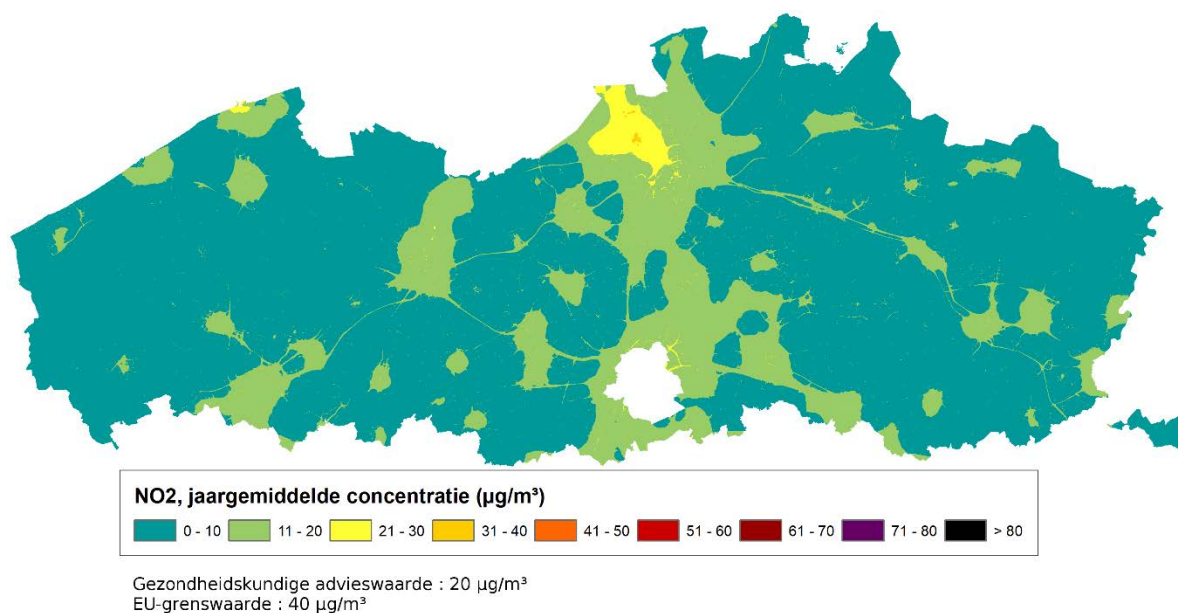 NO2, jaargemiddelde concentratie (µg/m³)
0 - 10 11 - 20 21 - 30 31 - 40 41 - 50 51 - 60 61 - 70 71 - 80 > 80
Gezondheidskundige advieswaarde : 20 µg/m³
EU-grenswaarde : 40 µg/m³